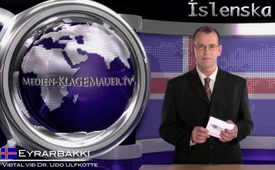 Íslenska
MEDIEN-KLAGEMAUER.TV
EYRARBAKKI
VIÐTAL VIÐ DR. UDO ULFKOTTE